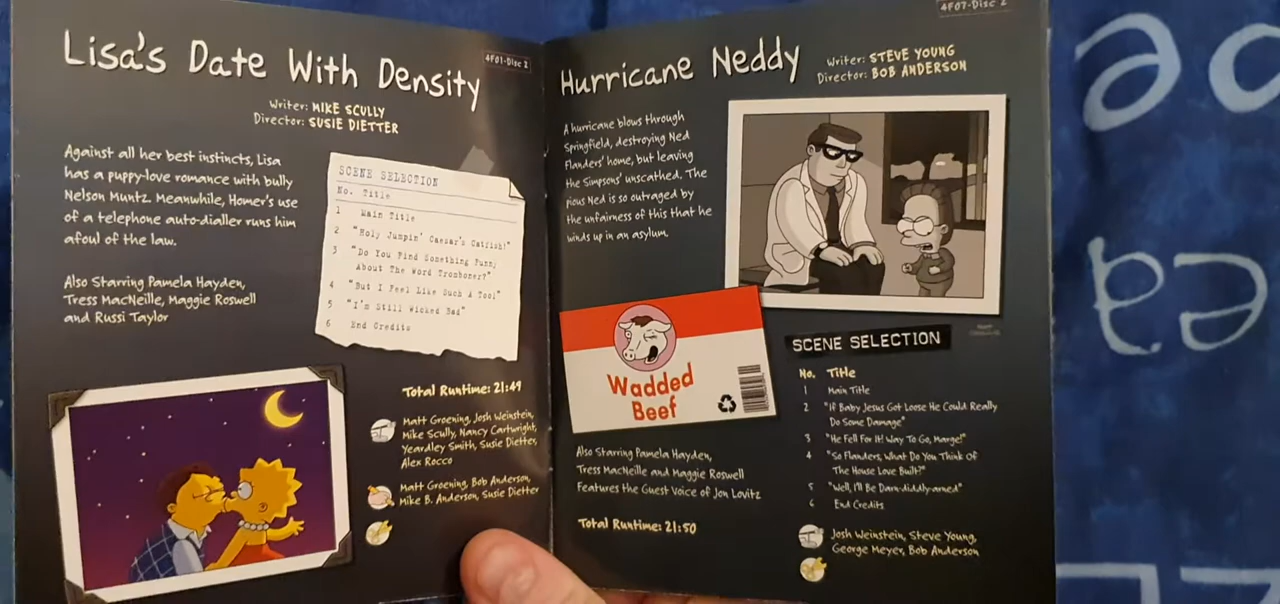 Lisa's Date With Density
4F01-Disc 2
Writer: MIKE SCULLY
Director: SUSIE DIETTER
Against all her best instincts, Lisa
has a puppy-love romance with bully
Nelson Muntz. Meanwhile, Homer's use
of a telephone auto-dialler runs him
afoul of the law.
Also Starring Pamela Hayden,
Tress MacNeille, Maggie Roswell
and Russi Taylor
SCENE SELECTION
No. Title
1 Main Title
2 "Holy Jumpin' Caesar's Catfish!"
3 "Do You Find Something Funny
About The Word Tromboner?"
4 "But I Feel Like Such A Tool"
5 "I'm Still Wicked Bad"
6 End Credits
Total Runtime: 21:49
Matt Groening, Josh Weinstein,
Mike Scully, Nancy Cartwright,
Yeardley Smith, Susie Dietter,
Alex Rocco
Matt Groening, Bob Anderson,
Mike B. Anderson, Susie Dietter
4F07-Disc 2
Hurricane Neddy
Writer: STEVE YOUNG
Director: BOB ANDERSON
A hurricane blows through
Springfield, destroying Ned
Flanders' home, but leaving
the Simpsons' unscathed. The
pious Ned is so outraged by
the unfairness of this that he
winds up in an asylum.
Wadded
Beef
Also Starring Pamela Hayden,
Tress MacNeille and Maggie Roswell
Features the Guest Voice of Jon Lovitz
Total Runtime: 21:50
SCENE SELECTION
No. Title
1 Main Title
2 "If Baby Jesus Got Loose He Could Really
Do Some Damage"
3 "He Fell For It! Way To Go, Marge!"
4 "So Flanders, What Do You Think Of
The House Love Built?"
5 "Well, I'll Be Darn-diddly-arned"
6 End Credits
Josh Weinstein, Steve Young,
George Meyer, Bob Anderson